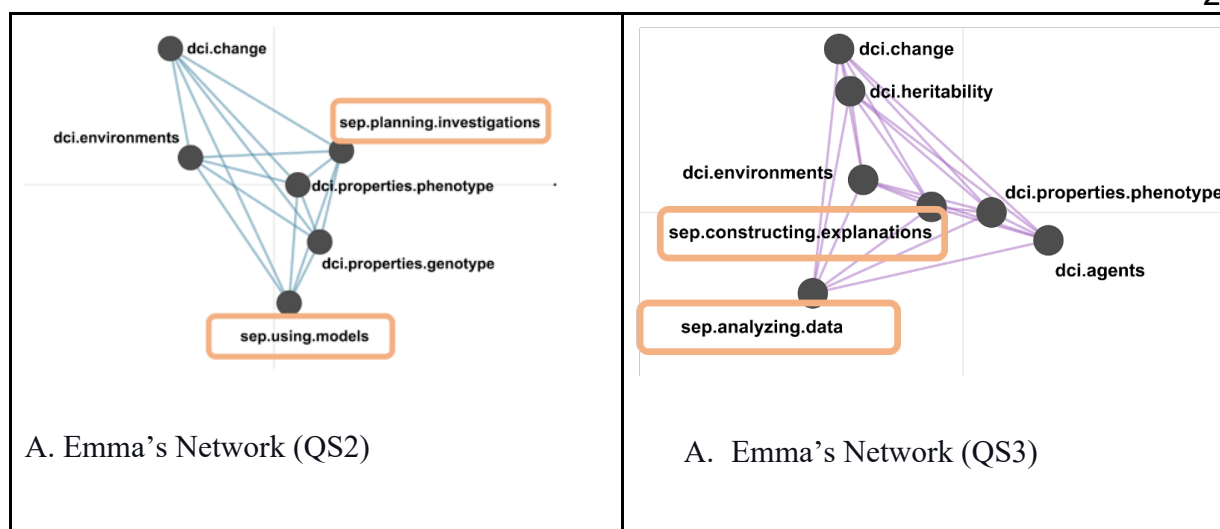 dci.change
sep.planning.investigations
dci.environments
dci.properties.phenotype
dci.properties.genotype
sep.using.models
A. Emma’s Network (QS2)
dci.change
dci.heritability
dci.environments
dci.properties.phenotype
sep.constructing.explanations
dci.agents
sep.analyzing.data
A. Emma’s Network (QS3)